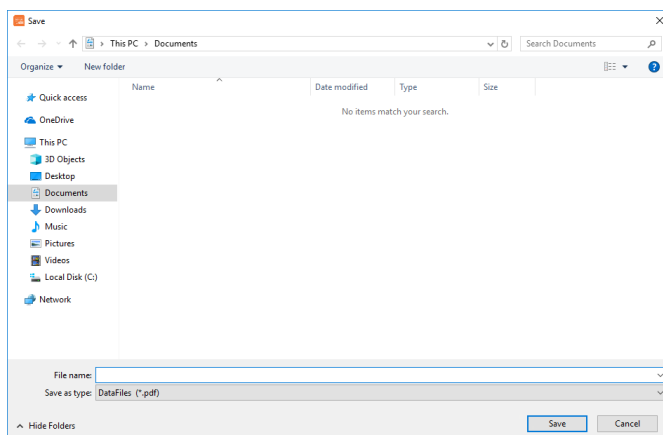 Save
This PC > Documents
Search Documents
Organize
New folder
Name
Date modified
Type
Size
No items match your search.
Quick access
OneDrive
This PC
3D Objects
Desktop
Documents
Downloads
Music
Pictures
Videos
Local Disk (C:)
Network
File name:
Save as type: DataFiles (*.pdf)
Hide Folders
Save
Cancel